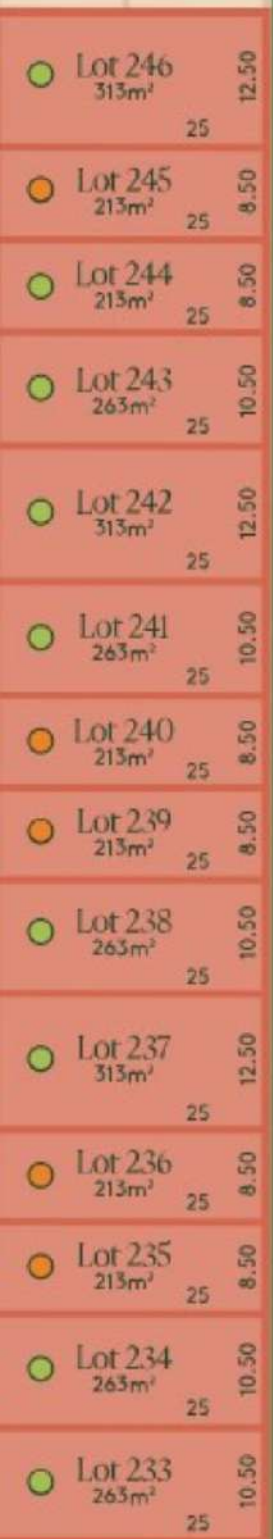 Lot 246
313m²
25
12.50
Lot 245
213m²
25
8.50
Lot 244
213m²
25
8.50
Lot 243
263m²
25
10.50
Lot 242
313m²
25
12.50
Lot 241
263m²
25
10.50
Lot 240
213m²
25
8.50
Lot 239
213m²
25
8.50
Lot 238
263m²
25
10.50
Lot 237
313m²
25
12.50
Lot 236
213m²
25
8.50
Lot 235
213m²
25
8.50
Lot 234
263m²
25
10.50
Lot 233
263m²
25
10.50